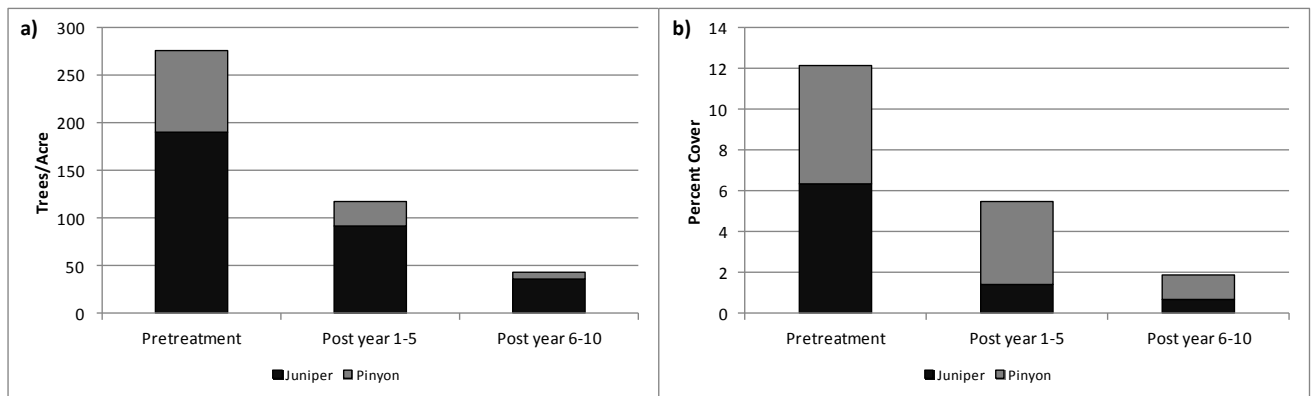 a)
Trees/Acre
300
250
200
150
100
50
0
Pretreatment Post year 1-5 Post year 6-10
Juniper Pinyon
b)
Percent Cover
14
12
10
8
6
4
2
0
Pretreatment Post year 1-5 Post year 6-10
Juniper Pinyon